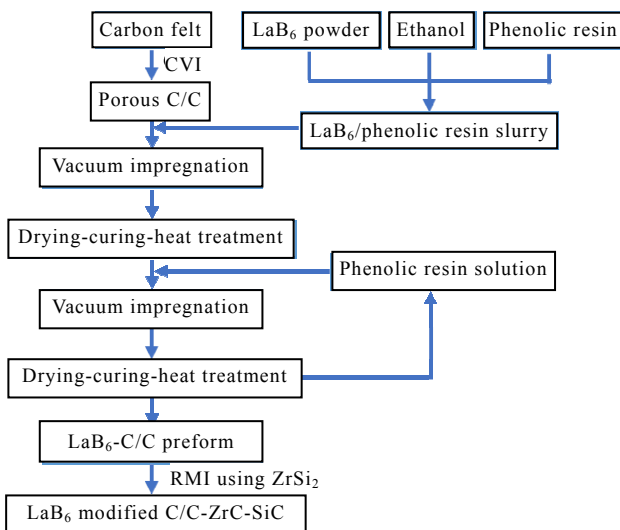 Carbon felt
LaB₆ powder
Ethanol
Phenolic resin
CVI
Porous C/C
LaB₆/phenolic resin slurry
Vacuum impregnation
Drying-curing-heat treatment
Phenolic resin solution
Vacuum impregnation
Drying-curing-heat treatment
LaB₆-C/C preform
RMI using ZrSi₂
LaB₆ modified C/C-ZrC-SiC